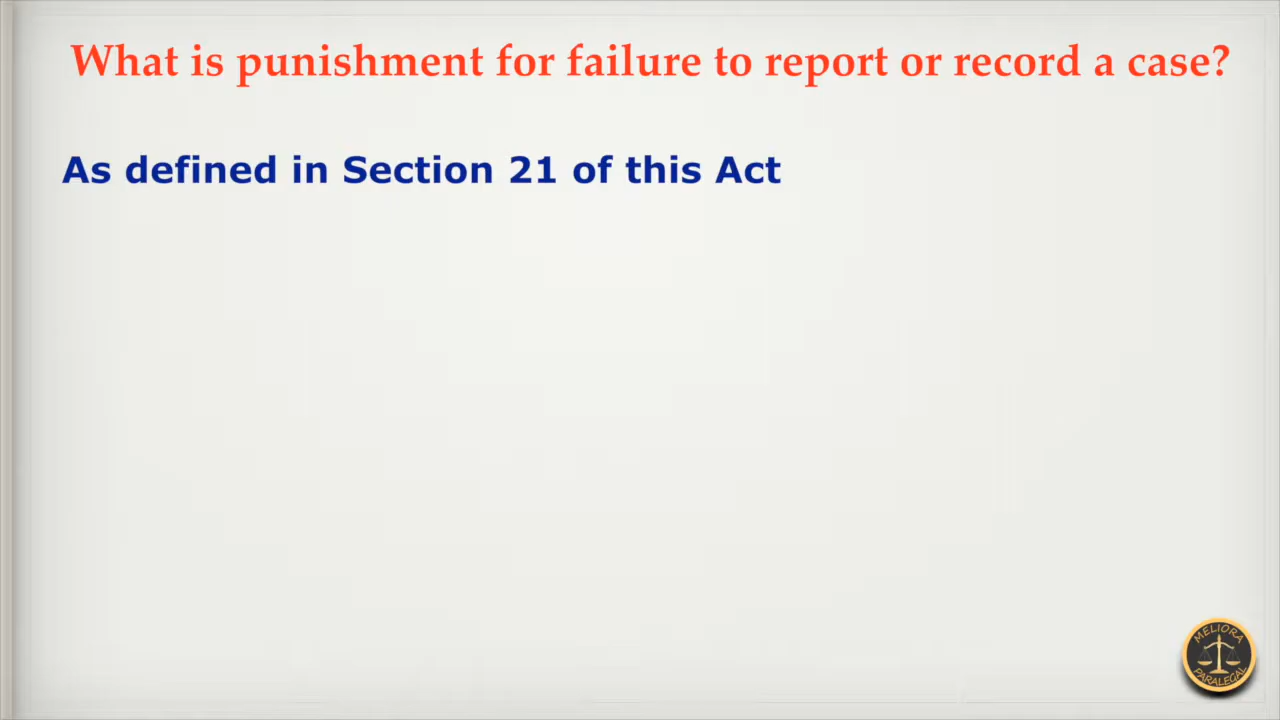 What is punishment for failure to report or record a case?
As defined in Section 21 of this Act
MELIORA
PARALEGAL